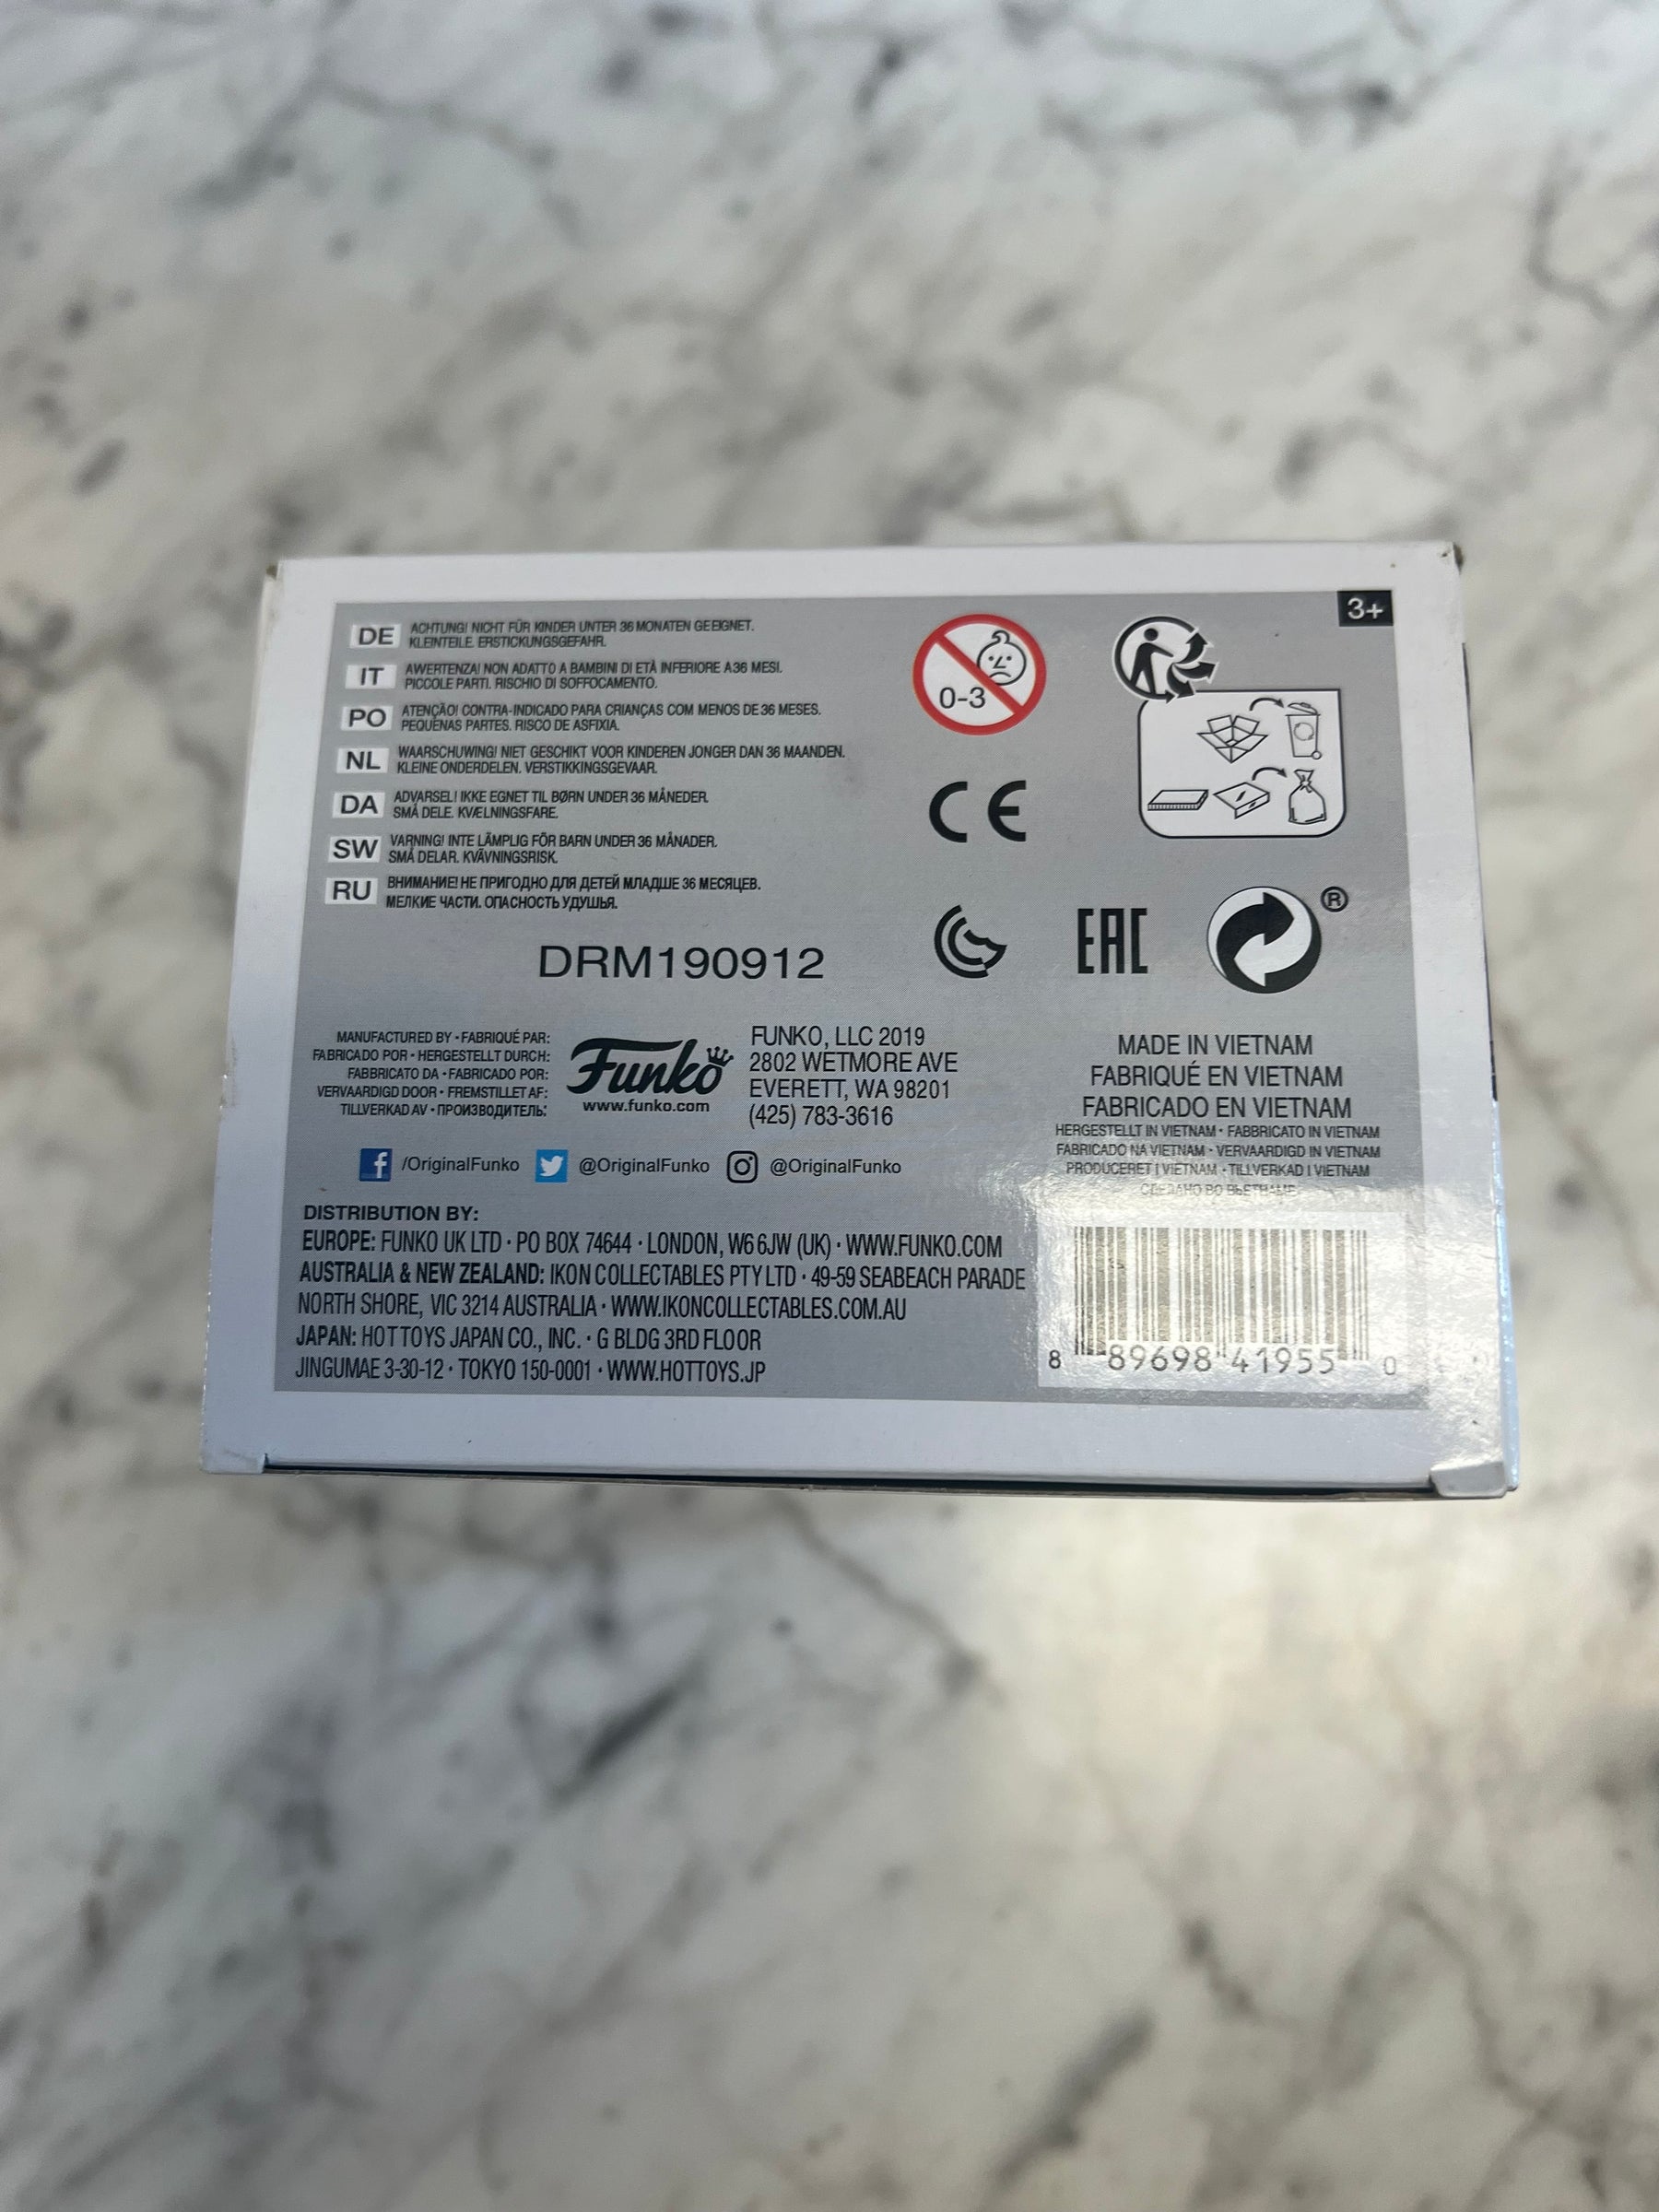 3+
DE ACHTUNG! NICHT FÜR KINDER UNTER 36 MONATEN GEEIGNET.
KLEINTEILE. ERSTICKUNGSGEFAHR.
IT AWERTENZA! NON ADATTO A BAMBINI DI ETÀ INFERIORE A 36 MESI.
PICCOLE PARTI. RISCHIO DI SOFFOCAMENTO.
PO ATENÇÃO! CONTRA-INDICADO PARA CRIANÇAS COM MENOS DE 36 MESES.
PEQUENAS PARTES. RISCO DE ASFIXIA.
NL WAARSCHUWING! NIET GESCHIKT VOOR KINDEREN JONGER DAN 36 MAANDEN.
KLEINE ONDERDELEN. VERSTIKKINGSGEVAAR.
DA ADVARSEL! IKKE EGNET TIL BØRN UNDER 36 MÅNEDER.
SMÅ DELE. KVÆLNINGSFARE.
SW VARNING! INTE LÄMPLIG FÖR BARN UNDER 36 MÅNADER.
SMÅ DELAR. KVÄVNINGSRISK.
RU ВНИМАНИЕ! НЕ ПРИГОДНО ДЛЯ ДЕТЕЙ МЛАДШЕ 36 МЕСЯЦЕВ.
МЕЛКИЕ ЧАСТИ. ОПАСНОСТЬ УДУШЬЯ.
0-3
CE
EAC
®
DRM190912
MANUFACTURED BY • FABRIQUÉ PAR:
FABRICADO POR • HERGESTELLT DURCH:
FABBRICATO DA • FABRICADO POR:
VERVAARDIGD DOOR • FREMSTILLET AF:
TILLVERKAD AV • ПРОИЗВОДИТЕЛЬ:
Funko
www.funko.com
FUNKO, LLC 2019
2802 WETMORE AVE
EVERETT, WA 98201
(425) 783-3616
MADE IN VIETNAM
FABRIQUÉ EN VIETNAM
FABRICADO EN VIETNAM
HERGESTELLT IN VIETNAM • FABBRICATO IN VIETNAM
FABRICADO NA VIETNAM • VERVAARDIGD IN VIETNAM
PRODUCERET I VIETNAM • TILLVERKAD I VIETNAM
СДЕЛАНО ВО ВЬЕТНАМЕ
/OriginalFunko @OriginalFunko @OriginalFunko
DISTRIBUTION BY:
EUROPE: FUNKO UK LTD • PO BOX 74644 • LONDON, W6 6JW (UK) • WWW.FUNKO.COM
AUSTRALIA & NEW ZEALAND: IKON COLLECTABLES PTY LTD • 49-59 SEABEACH PARADE
NORTH SHORE, VIC 3214 AUSTRALIA • WWW.IKONCOLLECTABLES.COM.AU
JAPAN: HOT TOYS JAPAN CO., INC. • G BLDG 3RD FLOOR
JINGUMAE 3-30-12 • TOKYO 150-0001 • WWW.HOTTOYS.JP
8 89698 41955 0